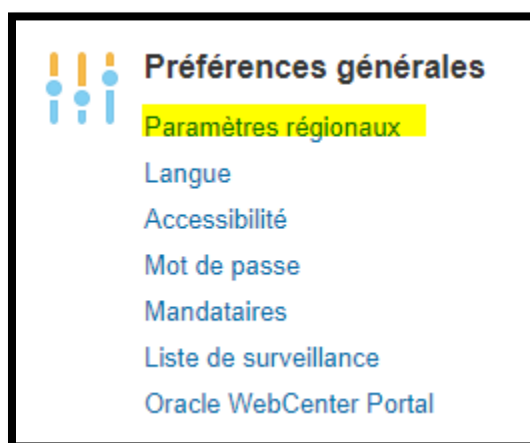 Préférences générales
Paramètres régionaux
Langue
Accessibilité
Mot de passe
Mandataires
Liste de surveillance
Oracle WebCenter Portal